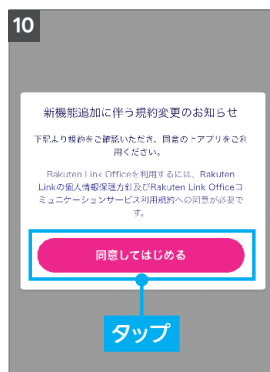 10
新機能追加に伴う規約変更のお知らせ
下記より規約をご確認いただき、同意の上アプリをご利
用ください。
Rakuten Link Officeを利用するには、Rakuten
Linkの個人情報保護方針及びRakuten Link Officeコ
ミュニケーションサービス利用規約への同意が必要で
す。
同意してはじめる
タップ